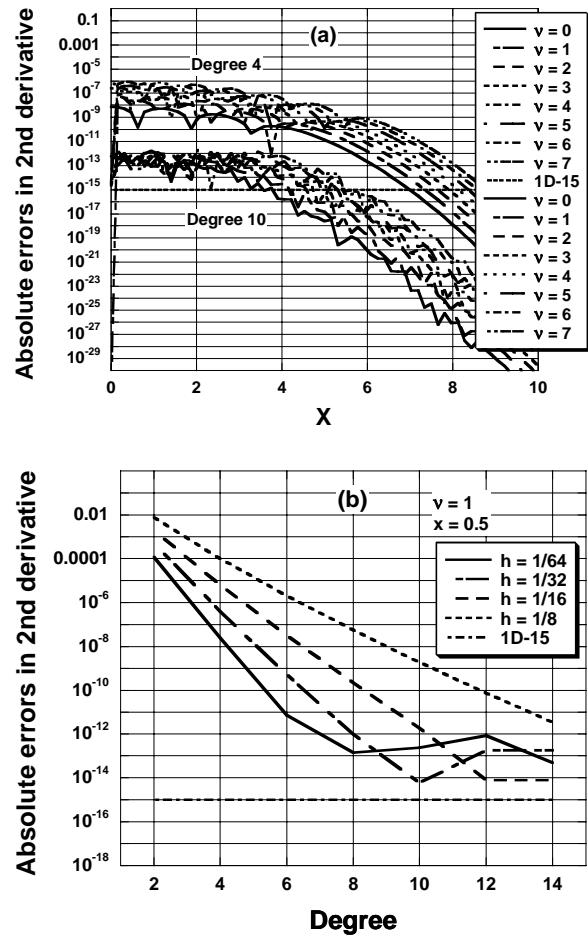 Absolute errors in 2nd derivative
0.1
0.001
10-5
10-7
10-9
10-11
10-13
10-15
10-17
10-19
10-21
10-23
10-25
10-27
10-29
(a)
Degree 4
Degree 10
ν = 0
ν = 1
ν = 2
ν = 3
ν = 4
ν = 5
ν = 6
ν = 7
1D-15
ν = 0
ν = 1
ν = 2
ν = 3
ν = 4
ν = 5
ν = 6
ν = 7
0 2 4 6 8 10
X
Absolute errors in 2nd derivative
0.01
0.0001
10-6
10-8
10-10
10-12
10-14
10-16
10-18
(b)
ν = 1
x = 0.5
h = 1/64
h = 1/32
h = 1/16
h = 1/8
1D-15
2 4 6 8 10 12 14
Degree